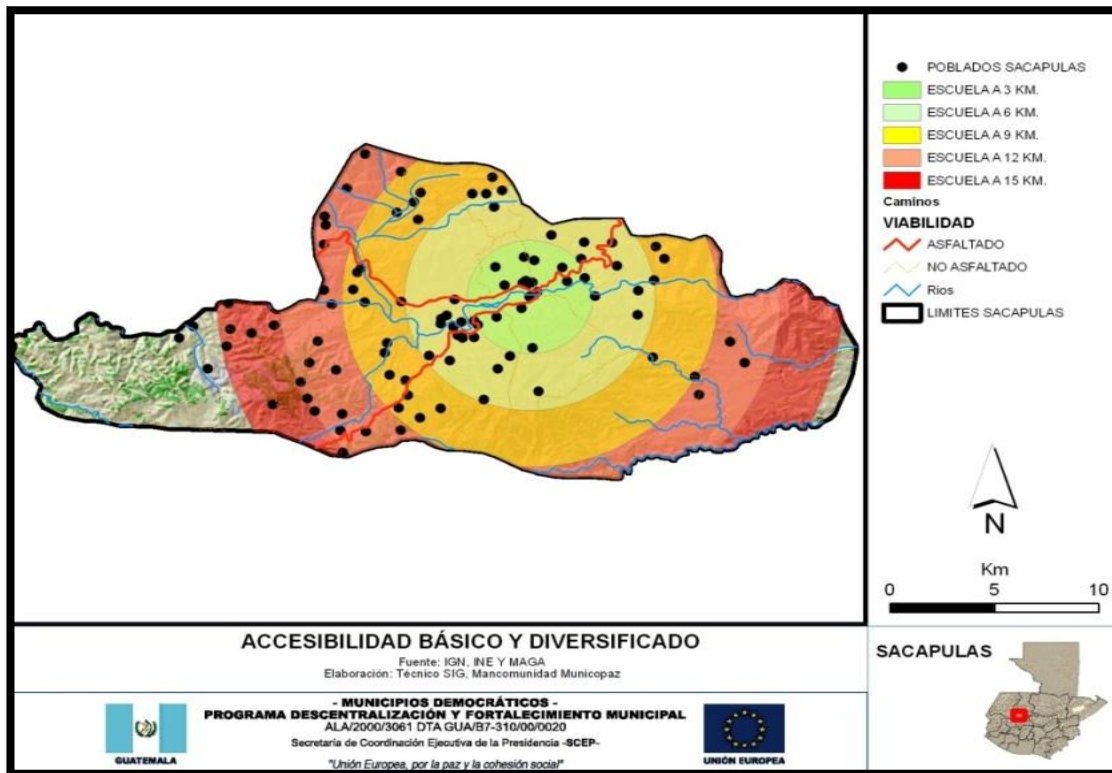 POBLADOS SACAPULAS
ESCUELA A 3 KM.
ESCUELA A 6 KM.
ESCUELA A 9 KM.
ESCUELA A 12 KM.
ESCUELA A 15 KM.
Caminos
VIABILIDAD
ASFALTADO
NO ASFALTADO
Rios
LIMITES SACAPULAS
N
Km
0 5 10
ACCESIBILIDAD BÁSICO Y DIVERSIFICADO
Fuente: IGN, INE Y MAGA
Elaboración: Técnico SIG, Mancomunidad Municopaz
SACAPULAS
- MUNICIPIOS DEMOCRÁTICOS -
PROGRAMA DESCENTRALIZACIÓN Y FORTALECIMIENTO MUNICIPAL
ALA/2000/3061 DTA GUA/B7-310/00/0020
Secretaría de Coordinación Ejecutiva de la Presidencia -SCEP-
"Unión Europea, por la paz y la cohesión social"
GUATEMALA
UNIÓN EUROPEA